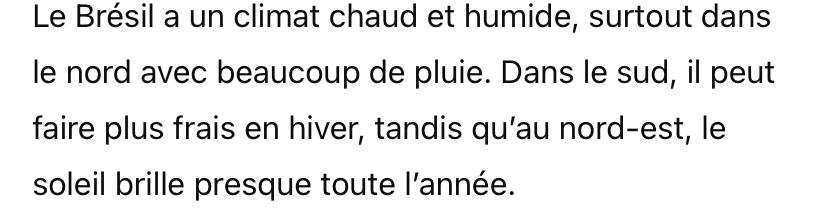 Le Brésil a un climat chaud et humide, surtout dans
le nord avec beaucoup de pluie. Dans le sud, il peut
faire plus frais en hiver, tandis qu’au nord-est, le
soleil brille presque toute l’année.